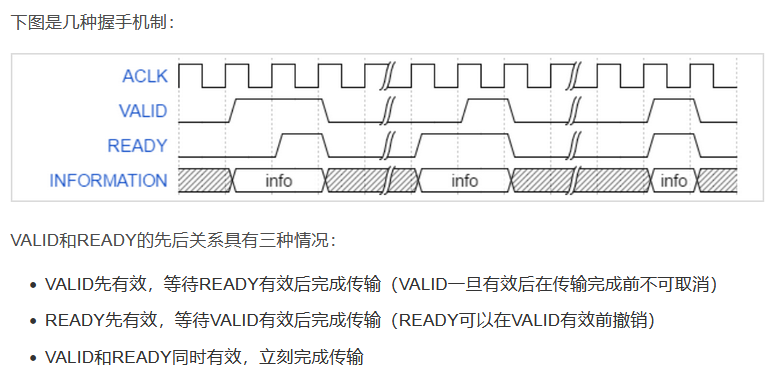 下图是几种握手机制：
ACLK
VALID
READY
INFORMATION info info info
VALID和READY的先后关系具有三种情况：
VALID先有效，等待READY有效后完成传输（VALID一旦有效后在传输完成前不可取消）
READY先有效，等待VALID有效后完成传输（READY可以在VALID有效前撤销）
VALID和READY同时有效，立刻完成传输